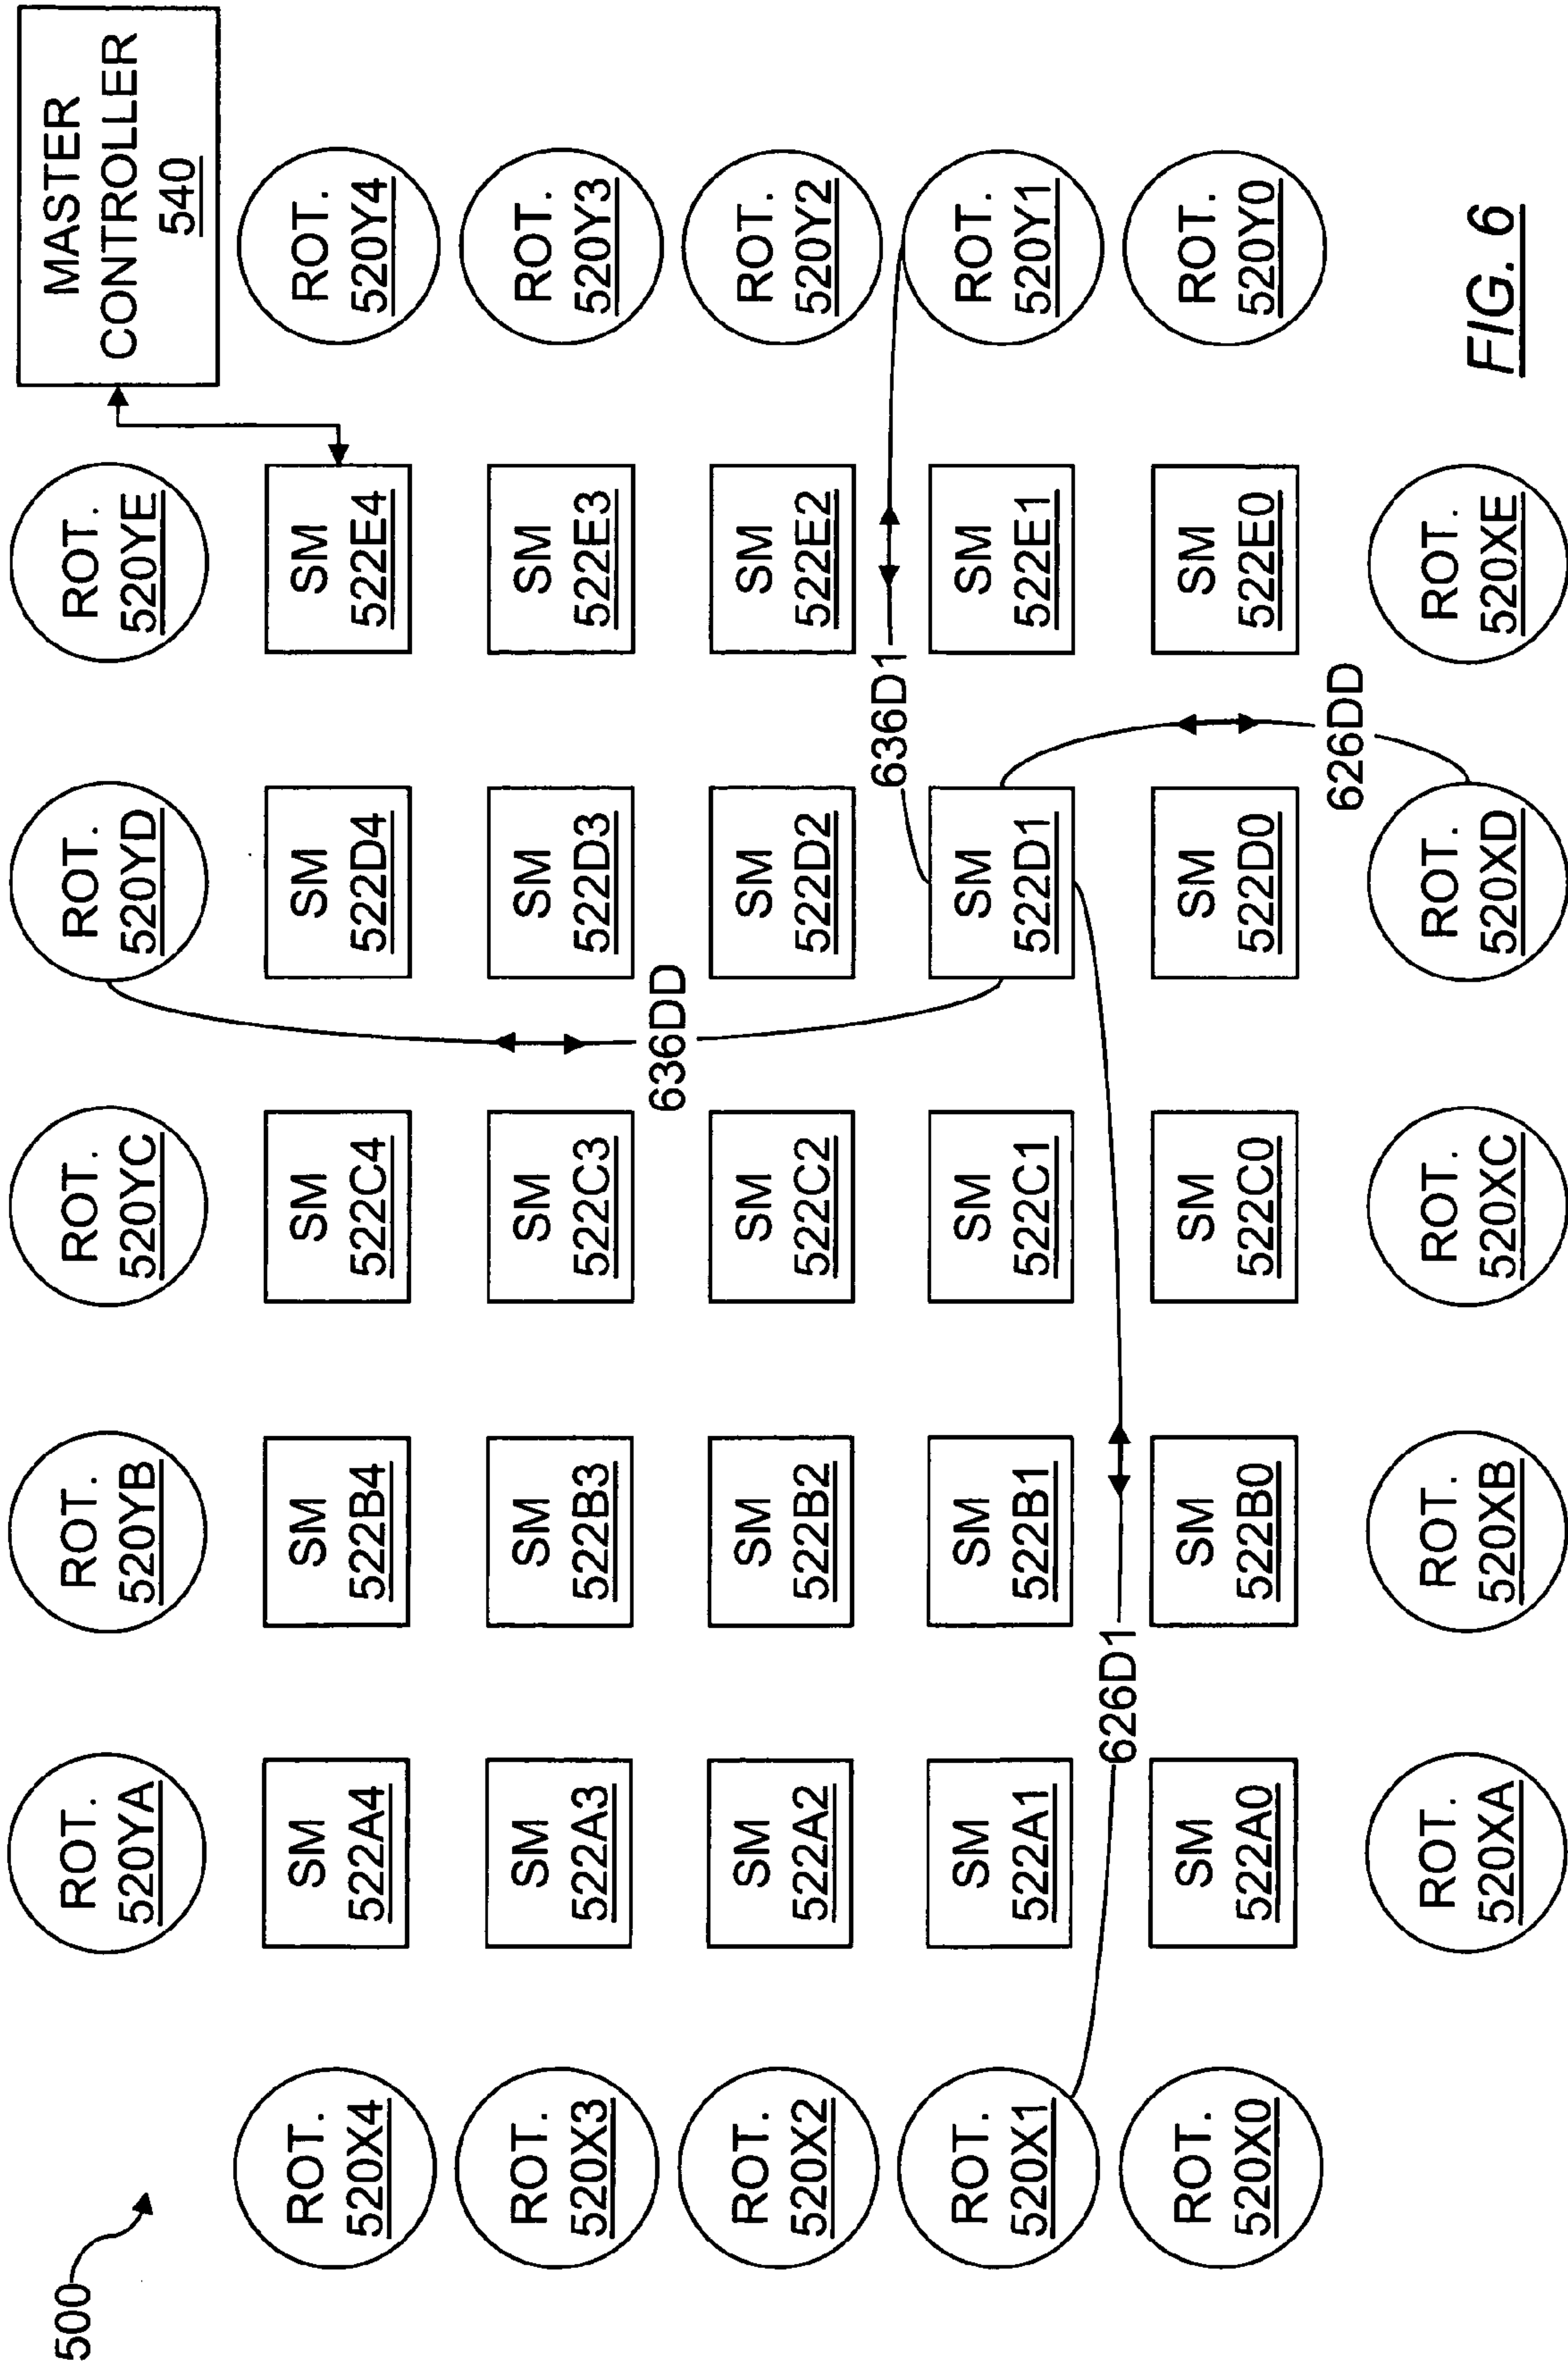 500
ROT.
520YA
ROT.
520YB
ROT.
520YC
ROT.
520YD
ROT.
520YE
MASTER
CONTROLLER
540
ROT.
520X4
SM
522A4
SM
522B4
SM
522C4
SM
522D4
SM
522E4
ROT.
520Y4
ROT.
520X3
SM
522A3
SM
522B3
SM
522C3
SM
522D3
SM
522E3
ROT.
520Y3
636DD
ROT.
520X2
SM
522A2
SM
522B2
SM
522C2
SM
522D2
SM
522E2
ROT.
520Y2
636D1
ROT.
520X1
SM
522A1
SM
522B1
SM
522C1
SM
522D1
SM
522E1
ROT.
520Y1
626D1
ROT.
520X0
SM
522A0
SM
522B0
SM
522C0
SM
522D0
SM
522E0
ROT.
520Y0
626DD
ROT.
520XA
ROT.
520XB
ROT.
520XC
ROT.
520XD
ROT.
520XE
FIG. 6